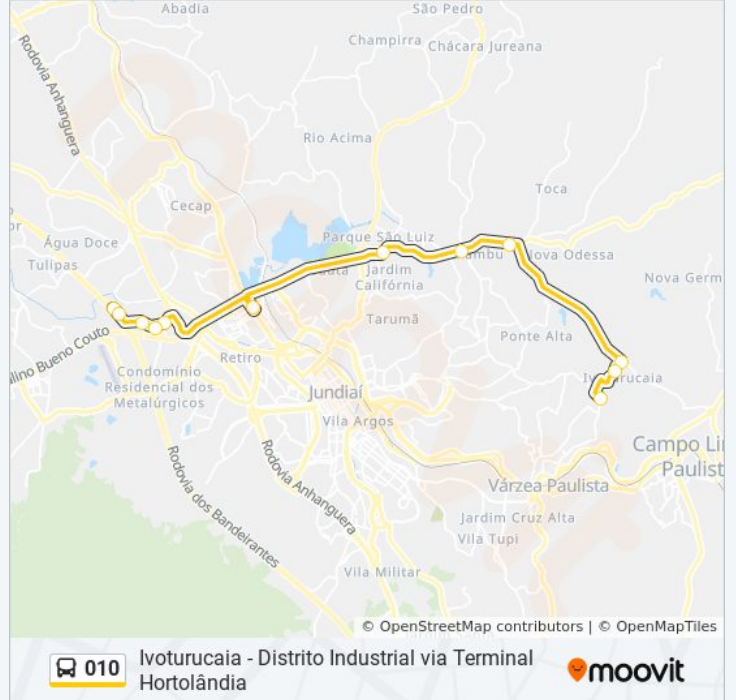 Abadia
São Pedro
Champirra
Chácara Jureana
Rodovia Anhanguera
Rio Acima
Toca
Cecap
Parque São Luiz
Água Doce
Nova Odessa
Tulipas
Jardim
Califórnia
Nova Germ
Tarumã
Ponte Alta
lino Bueno Couto
Retiro
Condomínio
Residencial dos
Metalúrgicos
Jundiaí
Vila Argos
Campo Li
Paulist
Rodovia dos Bandeirantes
Rodovia Anhanguera
Várzea Paulista
Jardim Cruz Alta
Vila Tupi
Vila Militar
© OpenStreetMap contributors | © OpenMapTiles
010
Ivoturucaia - Distrito Industrial via Terminal
Hortolândia
moovit